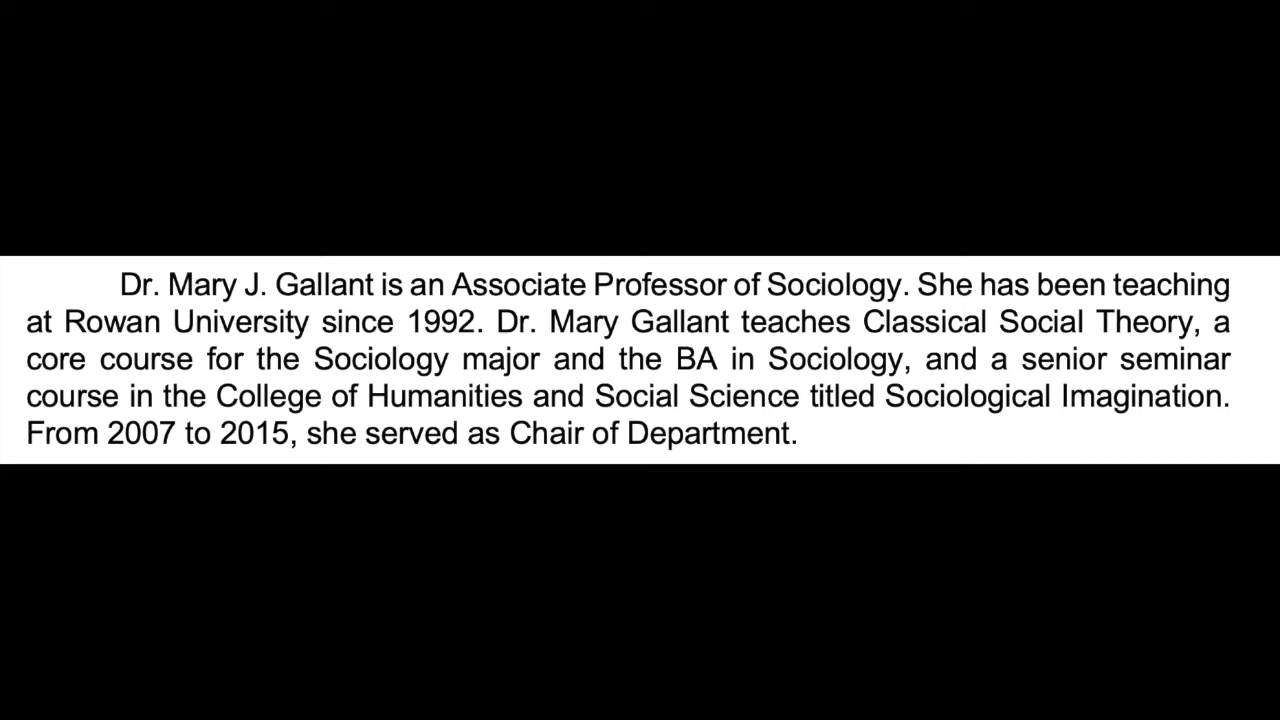 Dr. Mary J. Gallant is an Associate Professor of Sociology. She has been teaching
at Rowan University since 1992. Dr. Mary Gallant teaches Classical Social Theory, a
core course for the Sociology major and the BA in Sociology, and a senior seminar
course in the College of Humanities and Social Science titled Sociological Imagination.
From 2007 to 2015, she served as Chair of Department.